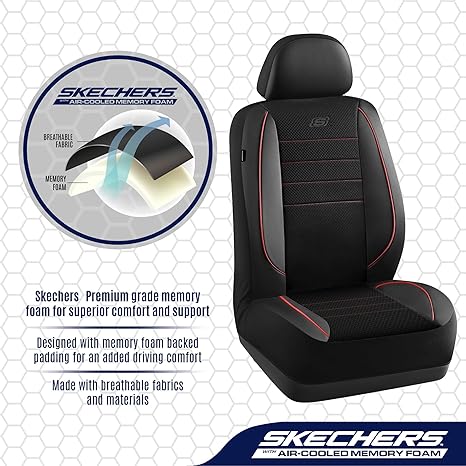 SKECHERS
WITH AIR-COOLED MEMORY FOAM
BREATHABLE
FABRIC
MEMORY
FOAM
Skechers Premium grade memory
foam for superior comfort and support
Designed with memory foam backed
padding for an added driving comfort
Made with breathable fabrics
and materials
SKECHERS
WITH AIR-COOLED MEMORY FOAM